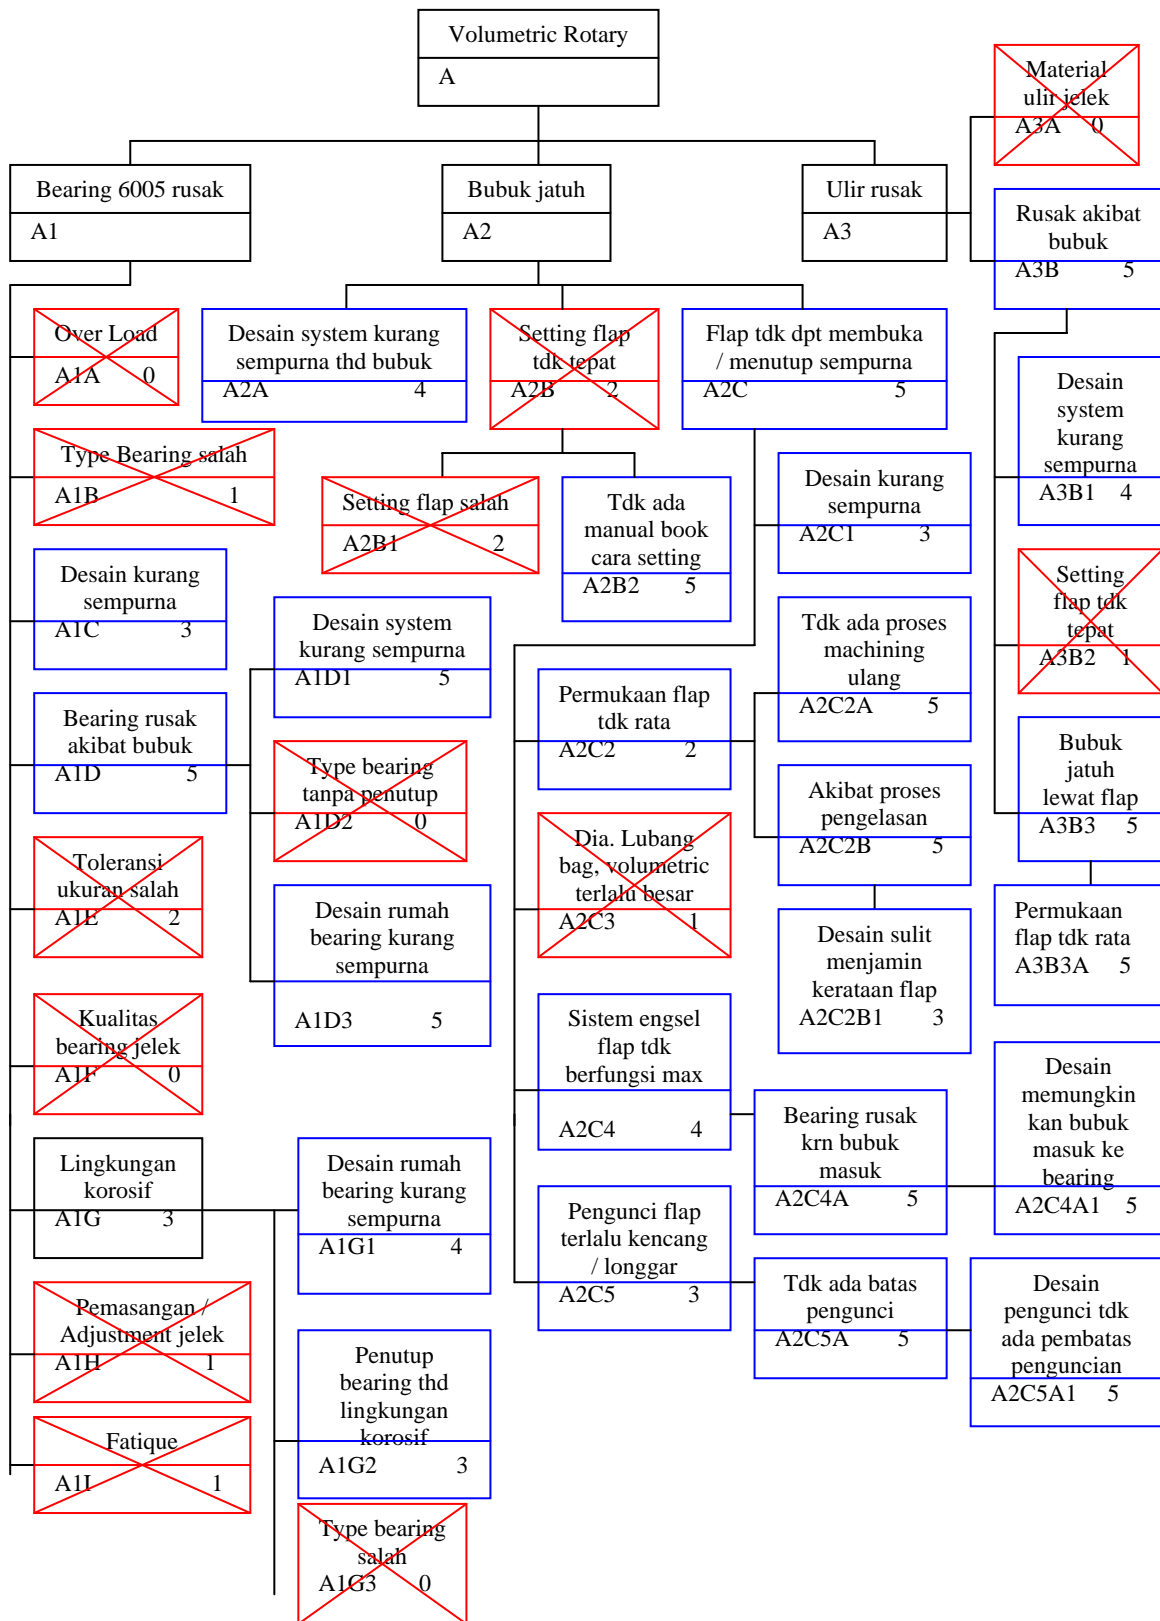 Volumetric Rotary
A
Bearing 6005 rusak
A1
Bubuk jatuh
A2
Ulir rusak
A3
Material
ulir jelek
A3A 0
Rusak akibat
bubuk
A3B 5
Over Load
A1A 0
Type Bearing salah
A1B 1
Desain kurang
sempurna
A1C 3
Bearing rusak
akibat bubuk
A1D 5
Toleransi
ukuran salah
A1E 2
Kualitas
bearing jelek
A1F 0
Lingkungan
korosif
A1G 3
Pemasangan /
Adjustment jelek
A1H 1
Fatique
A1I 1
Desain system
kurang sempurna
A1D1 5
Type bearing
tanpa penutup
A1D2 0
Desain rumah
bearing kurang
sempurna
A1D3 5
Desain rumah
bearing kurang
sempurna
A1G1 4
Penutup
bearing thd
lingkungan
korosif
A1G2 3
Type bearing
salah
A1G3 0
Desain system kurang
sempurna thd bubuk
A2A 4
Setting flap
tdk tepat
A2B 2
Flap tdk dpt membuka
/ menutup sempurna
A2C 5
Setting flap salah
A2B1 2
Tdk ada
manual book
cara setting
A2B2 5
Desain kurang
sempurna
A2C1 3
Permukaan flap
tdk rata
A2C2 2
Tdk ada proses
machining
ulang
A2C2A 5
Akibat proses
pengelasan
A2C2B 5
Desain sulit
menjamin
kerataan flap
A2C2B1 3
Dia. Lubang
bag, volumetric
terlalu besar
A2C3 1
Sistem engsel
flap tdk
berfungsi max
A2C4 4
Bearing rusak
krn bubuk
masuk
A2C4A 5
Desain
memungkin
kan bubuk
masuk ke
bearing
A2C4A1 5
Pengunci flap
terlalu kencang
/ longgar
A2C5 3
Tdk ada batas
pengunci
A2C5A 5
Desain
pengunci tdk
ada pembatas
penguncian
A2C5A1 5
Desain
system
kurang
sempurna
A3B1 4
Setting
flap tdk
tepat
A3B2 1
Bubuk
jatuh
lewat flap
A3B3 5
Permukaan
flap tdk rata
A3B3A 5